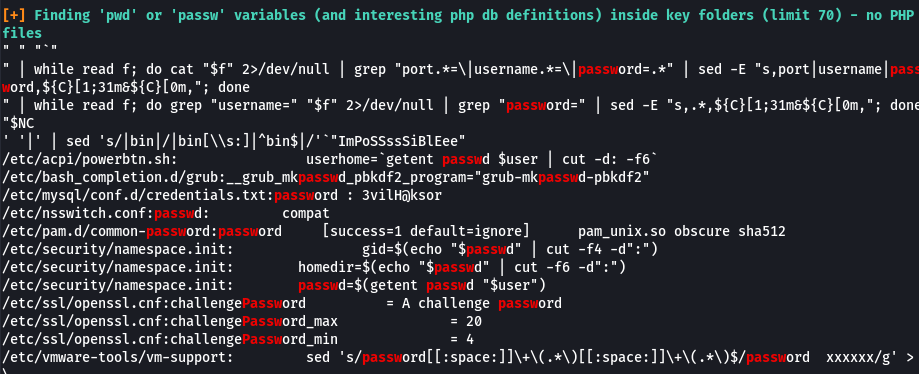 [+] Finding 'pwd' or 'passw' variables (and interesting php db definitions) inside key folders (limit 70) - no PHP
files
" " "`"
" | while read f; do cat "$f" 2>/dev/null | grep "port.*=\|username.*=\|password=.*" | sed -E "s,port|username|pass
word,${C}[1;31m&${C}[0m,"; done
" | while read f; do grep "username=" "$f" 2>/dev/null | grep "password=" | sed -E "s,.*,${C}[1;31m&${C}[0m,"; done
"$NC
' '|' | sed 's/|bin|/|bin[\\s:]|^bin$|/'`"ImPoSSssSiBlEee"
/etc/acpi/powerbtn.sh: userhome=`getent passwd $user | cut -d: -f6`
/etc/bash_completion.d/grub:__grub_mkpasswd_pbkdf2_program="grub-mkpasswd-pbkdf2"
/etc/mysql/conf.d/credentials.txt:password : 3vilH@ksor
/etc/nsswitch.conf:passwd: compat
/etc/pam.d/common-password:password [success=1 default=ignore] pam_unix.so obscure sha512
/etc/security/namespace.init: gid=$(echo "$passwd" | cut -f4 -d":")
/etc/security/namespace.init: homedir=$(echo "$passwd" | cut -f6 -d":")
/etc/security/namespace.init: passwd=$(getent passwd "$user")
/etc/ssl/openssl.cnf:challengePassword = A challenge password
/etc/ssl/openssl.cnf:challengePassword_max = 20
/etc/ssl/openssl.cnf:challengePassword_min = 4
/etc/vmware-tools/vm-support: sed 's/password[[:space:]]\+\(.*\)[[:space:]]\+\(.*\)$/password xxxxxx/g' >